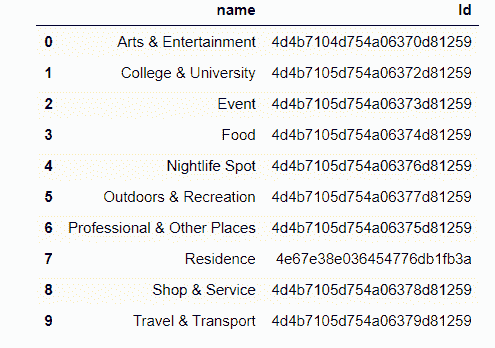 name Id
0 Arts & Entertainment 4d4b7104d754a06370d81259
1 College & University 4d4b7105d754a06372d81259
2 Event 4d4b7105d754a06373d81259
3 Food 4d4b7105d754a06374d81259
4 Nightlife Spot 4d4b7105d754a06376d81259
5 Outdoors & Recreation 4d4b7105d754a06377d81259
6 Professional & Other Places 4d4b7105d754a06375d81259
7 Residence 4e67e38e036454776db1fb3a
8 Shop & Service 4d4b7105d754a06378d81259
9 Travel & Transport 4d4b7105d754a06379d81259